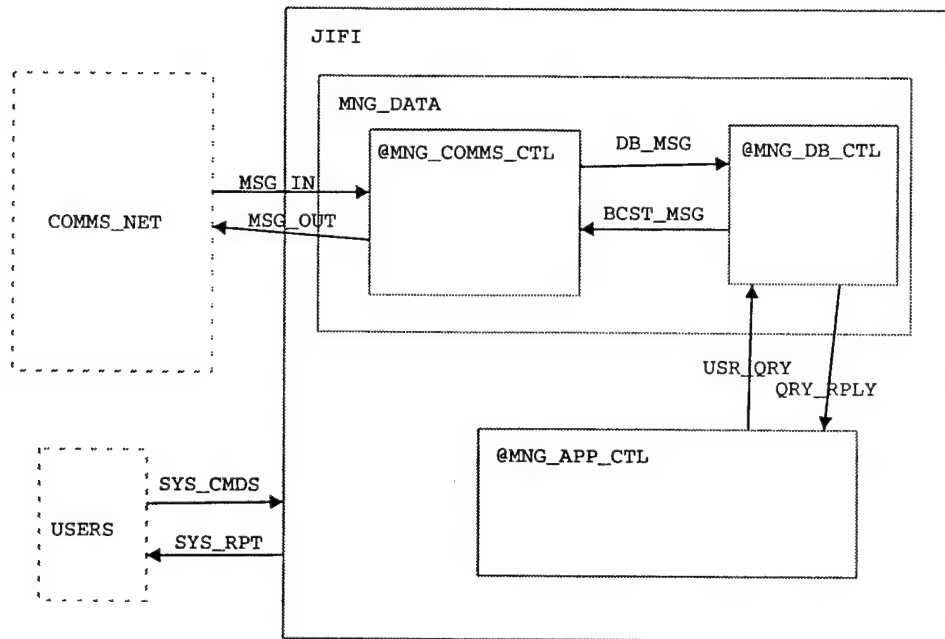 JIFI
MNG_DATA
@MNG_COMMS_CTL
DB_MSG
@MNG_DB_CTL
MSG_IN
COMMS_NET
MSG_OUT
BCST_MSG
USR_QRY
QRY_RPLY
@MNG_APP_CTL
SYS_CMDS
USERS
SYS_RPT